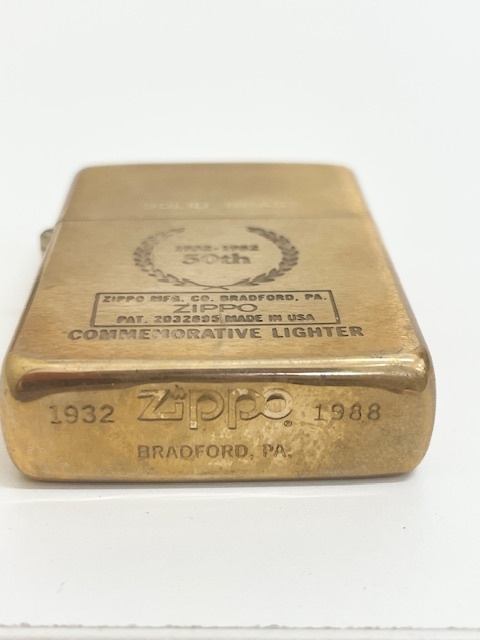 SOLID BRASS
1932-1982
50th
ZIPPO MFG. CO. BRADFORD, PA.
ZIPPO
PAT. 2032695 MADE IN USA
COMMEMORATIVE LIGHTER
1932 Zippo® 1988
BRADFORD, PA.